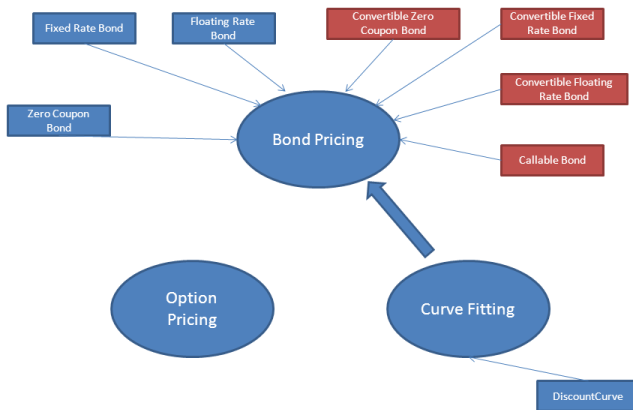 Fixed Rate Bond
Floating Rate
Bond
Convertible Zero
Coupon Bond
Convertible Fixed
Rate Bond
Convertible Floating
Rate Bond
Zero Coupon
Bond
Bond Pricing
Callable Bond
Option
Pricing
Curve Fitting
DiscountCurve